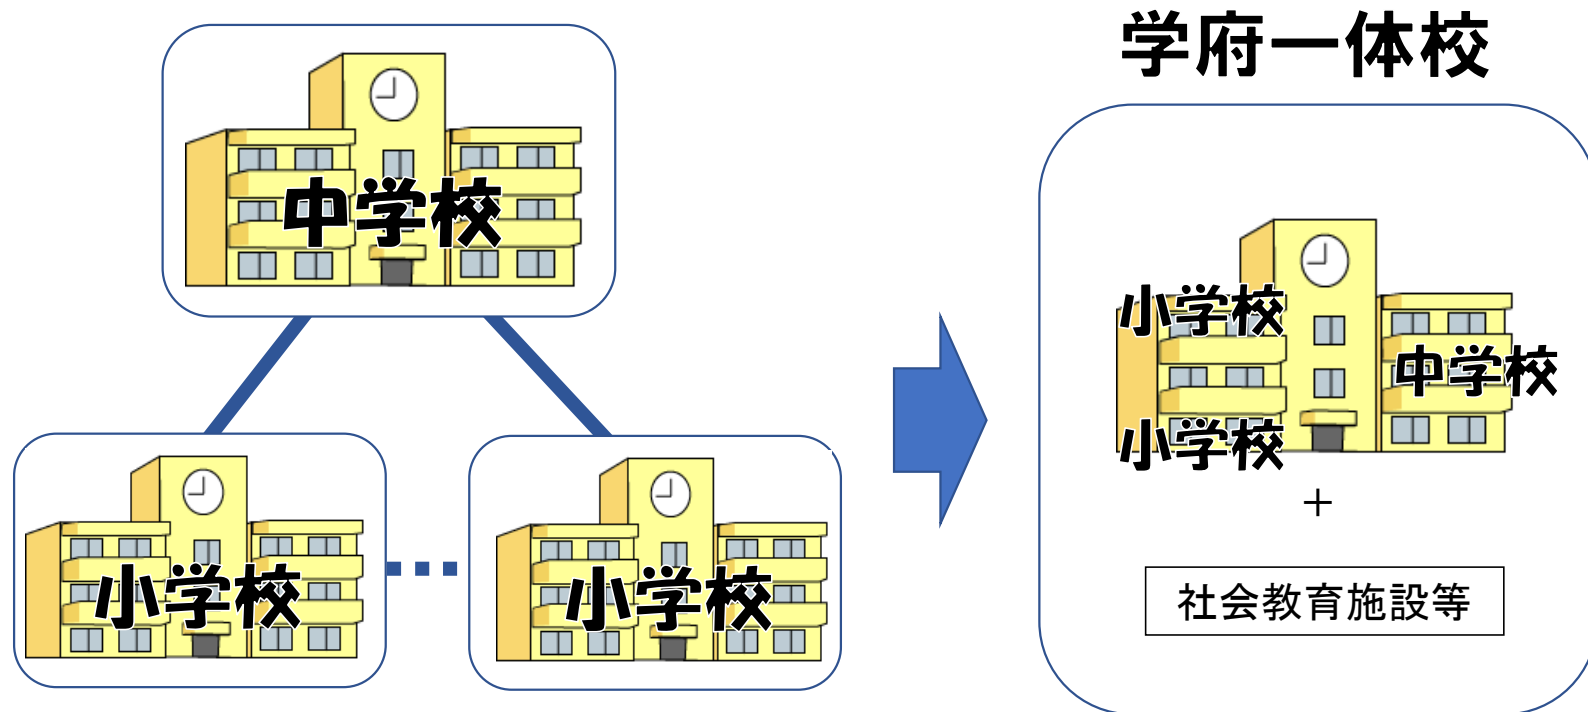 中学校
小学校
小学校
学府一体校
小学校
中学校
小学校
+
社会教育施設等